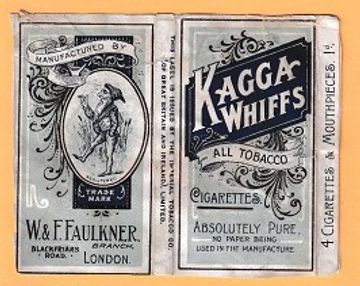 MANUFACTURED BY
REGISTERED
TRADE
MARK
W. & F. FAULKNER.
BLACKFRIARS
ROAD.
BRANCH,
LONDON.
THIS LABEL IS ISSUED BY THE IMPERIAL TOBACCO CO.
(OF GREAT BRITAIN AND IRELAND), LIMITED.
KAGGA
WHIFFS
ALL TOBACCO
CIGARETTES.
ABSOLUTELY PURE.
NO PAPER BEING
USED IN THE MANUFACTURE
4 CIGARETTES & MOUTHPIECES. 1D.